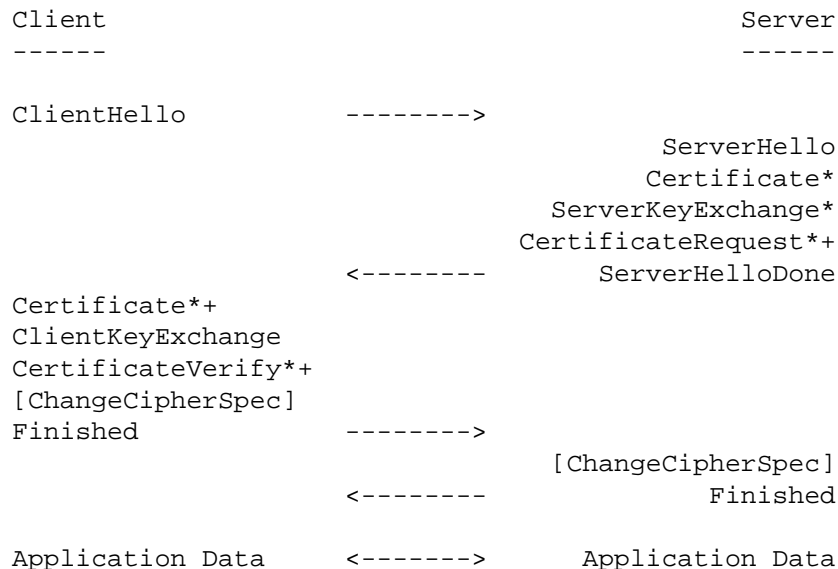 Client                                               Server
------                                               ------

ClientHello          -------->
                                                ServerHello
                                               Certificate*
                                         ServerKeyExchange*
                                       CertificateRequest*+
                     <--------              ServerHelloDone
Certificate*+
ClientKeyExchange
CertificateVerify*+
[ChangeCipherSpec]
Finished             -------->
                                         [ChangeCipherSpec]
                     <--------                     Finished

Application Data     <------->             Application Data